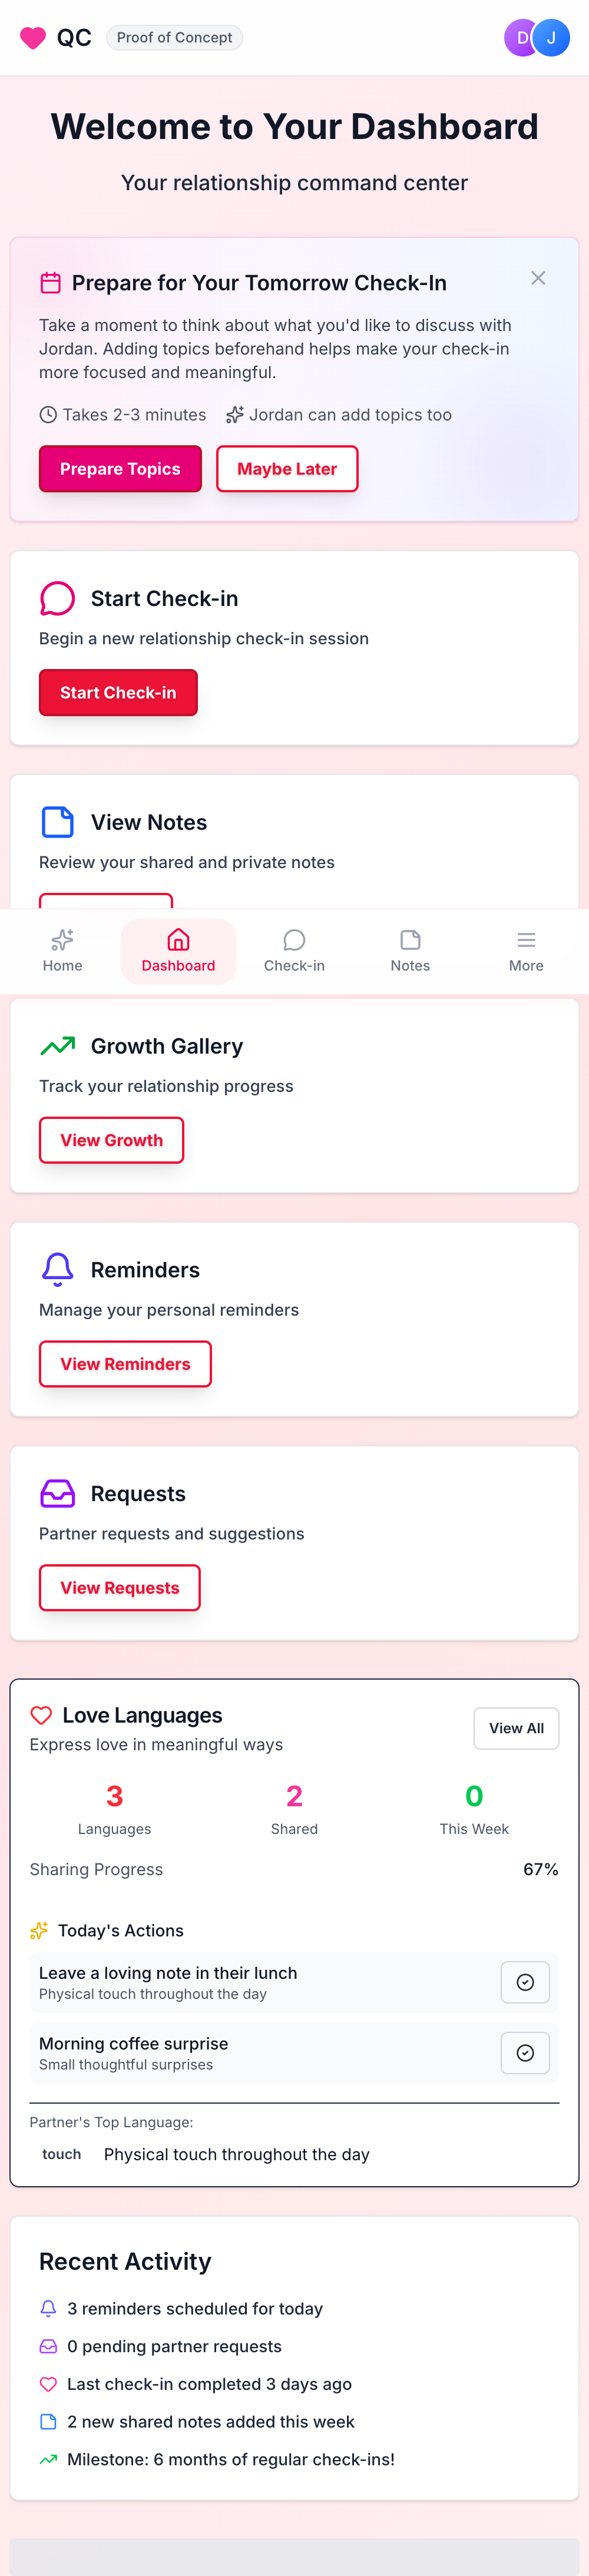 QC
Proof of Concept
D
J
Welcome to Your Dashboard
Your relationship command center
Prepare for Your Tomorrow Check-In
Take a moment to think about what you'd like to discuss with
Jordan. Adding topics beforehand helps make your check-in
more focused and meaningful.
Takes 2-3 minutes
Jordan can add topics too
Prepare Topics
Maybe Later
Start Check-in
Begin a new relationship check-in session
Start Check-in
View Notes
Review your shared and private notes
Home
Dashboard
Check-in
Notes
More
Growth Gallery
Track your relationship progress
View Growth
Reminders
Manage your personal reminders
View Reminders
Requests
Partner requests and suggestions
View Requests
Love Languages
Express love in meaningful ways
View All
3
2
0
Languages
Shared
This Week
Sharing Progress
67%
Today's Actions
Leave a loving note in their lunch
Physical touch throughout the day
Morning coffee surprise
Small thoughtful surprises
Partner's Top Language:
touch
Physical touch throughout the day
Recent Activity
3 reminders scheduled for today
0 pending partner requests
Last check-in completed 3 days ago
2 new shared notes added this week
Milestone: 6 months of regular check-ins!